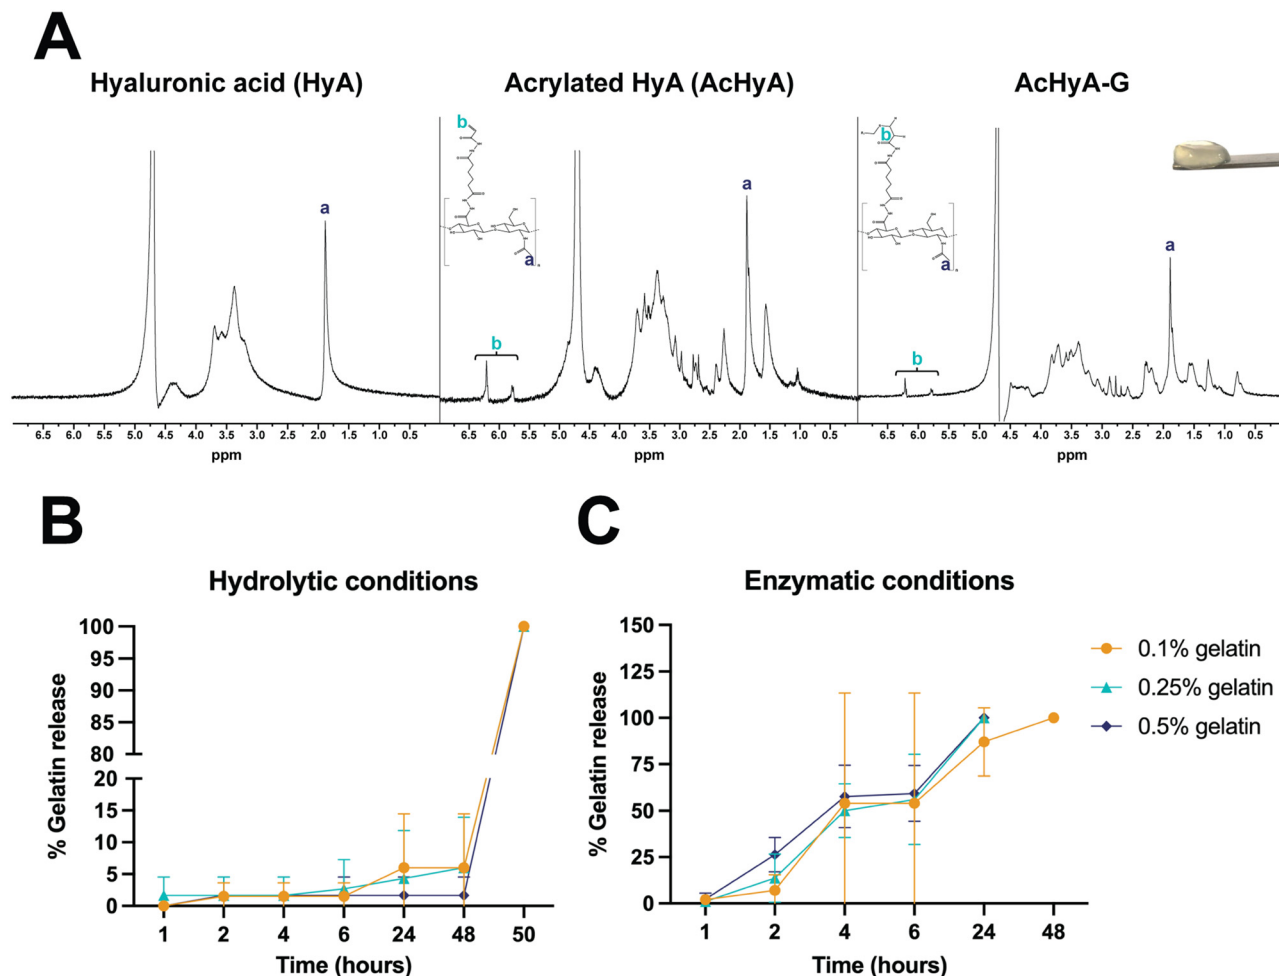 A
Hyaluronic acid (HyA)
Acrylated HyA (AcHyA)
AcHyA-G
b
b
a
a
a
a
a
b
b
6.5 6.0 5.5 5.0 4.5 4.0 3.5 3.0 2.5 2.0 1.5 1.0 0.5
6.5 6.0 5.5 5.0 4.5 4.0 3.5 3.0 2.5 2.0 1.5 1.0 0.5
6.5 6.0 5.5 5.0 4.5 4.0 3.5 3.0 2.5 2.0 1.5 1.0 0.5
ppm
ppm
ppm
B
Hydrolytic conditions
% Gelatin release
100
95
90
85
80
20
15
10
5
0
1 2 4 6 24 48 50
Time (hours)
C
Enzymatic conditions
% Gelatin release
150
125
100
75
50
25
0
1 2 4 6 24 48
Time (hours)
0.1% gelatin
0.25% gelatin
0.5% gelatin